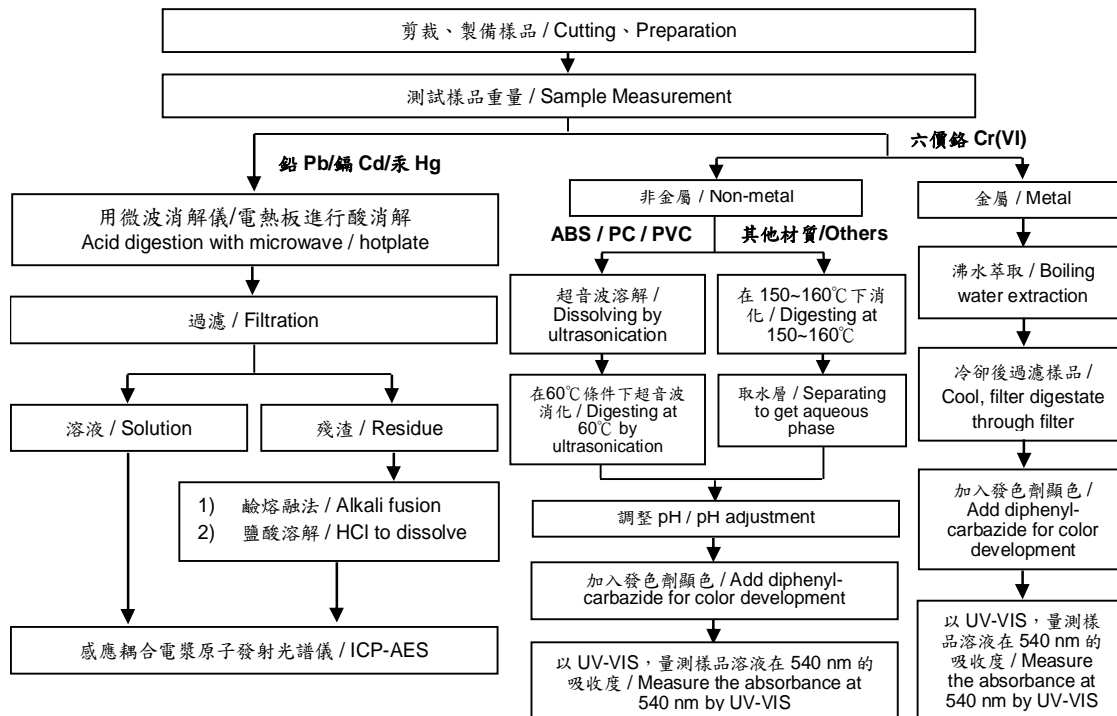 剪裁、製備樣品 / Cutting、Preparation
測試樣品重量 / Sample Measurement
鉛 Pb/鎘 Cd/汞 Hg
六價鉻 Cr(VI)
用微波消解儀/電熱板進行酸消解
Acid digestion with microwave / hotplate
過濾 / Filtration
溶液 / Solution
殘渣 / Residue
1) 鹼熔融法 / Alkali fusion
2) 鹽酸溶解 / HCl to dissolve
感應耦合電漿原子發射光譜儀 / ICP-AES
非金屬 / Non-metal
ABS / PC / PVC
其他材質/Others
超音波溶解 /
Dissolving by
ultrasonication
在60℃條件下超音波
消化 / Digesting at
60℃ by
ultrasonication
在 150~160℃下消
化 / Digesting at
150~160℃
取水層 / Separating
to get aqueous
phase
調整 pH / pH adjustment
加入發色劑顯色 / Add diphenyl-
carbazide for color development
以 UV-VIS，量測樣品溶液在 540 nm 的
吸收度 / Measure the absorbance at
540 nm by UV-VIS
金屬 / Metal
沸水萃取 / Boiling
water extraction
冷卻後過濾樣品 /
Cool, filter digestate
through filter
加入發色劑顯色 /
Add diphenyl-
carbazide for color
development
以 UV-VIS，量測樣
品溶液在 540 nm 的
吸收度 / Measure
the absorbance at
540 nm by UV-VIS